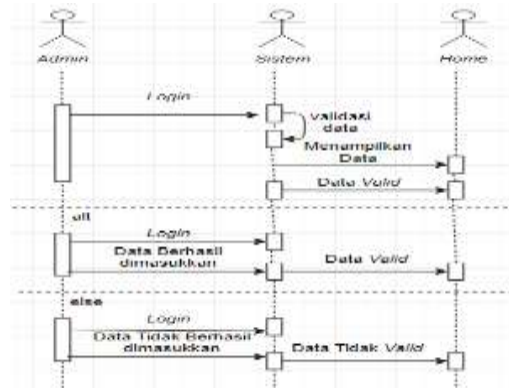 Admin
Sistem
Home
Login
validasi
data
Menampilkan
Data
Data Valid
alt
Login
Data Berhasil
dimasukkan
Data Valid
else
Login
Data Tidak Berhasil
dimasukkan
Data Tidak Valid